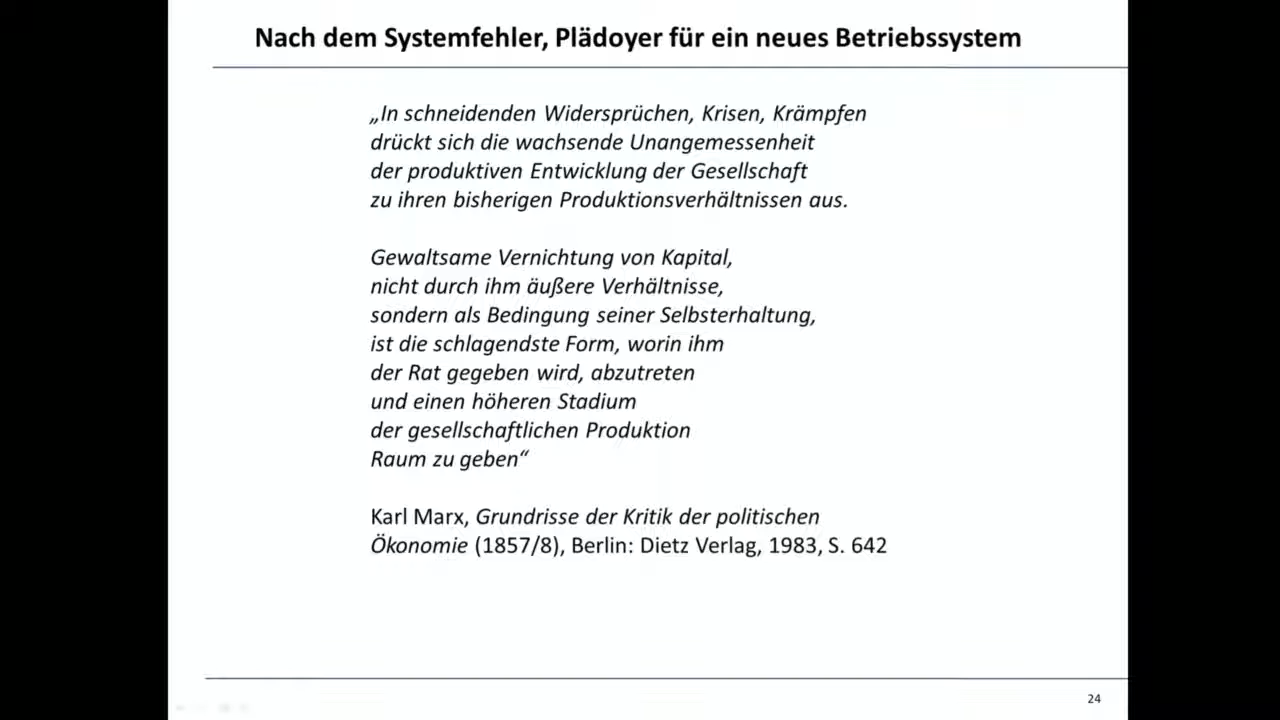 Nach dem Systemfehler, Plädoyer für ein neues Betriebssystem
„In schneidenden Widersprüchen, Krisen, Krämpfen
drückt sich die wachsende Unangemessenheit
der produktiven Entwicklung der Gesellschaft
zu ihren bisherigen Produktionsverhältnissen aus.
Gewaltsame Vernichtung von Kapital,
nicht durch ihm äußere Verhältnisse,
sondern als Bedingung seiner Selbsterhaltung,
ist die schlagendste Form, worin ihm
der Rat gegeben wird, abzutreten
und einen höheren Stadium
der gesellschaftlichen Produktion
Raum zu geben“
Karl Marx, Grundrisse der Kritik der politischen
Ökonomie (1857/8), Berlin: Dietz Verlag, 1983, S. 642
24